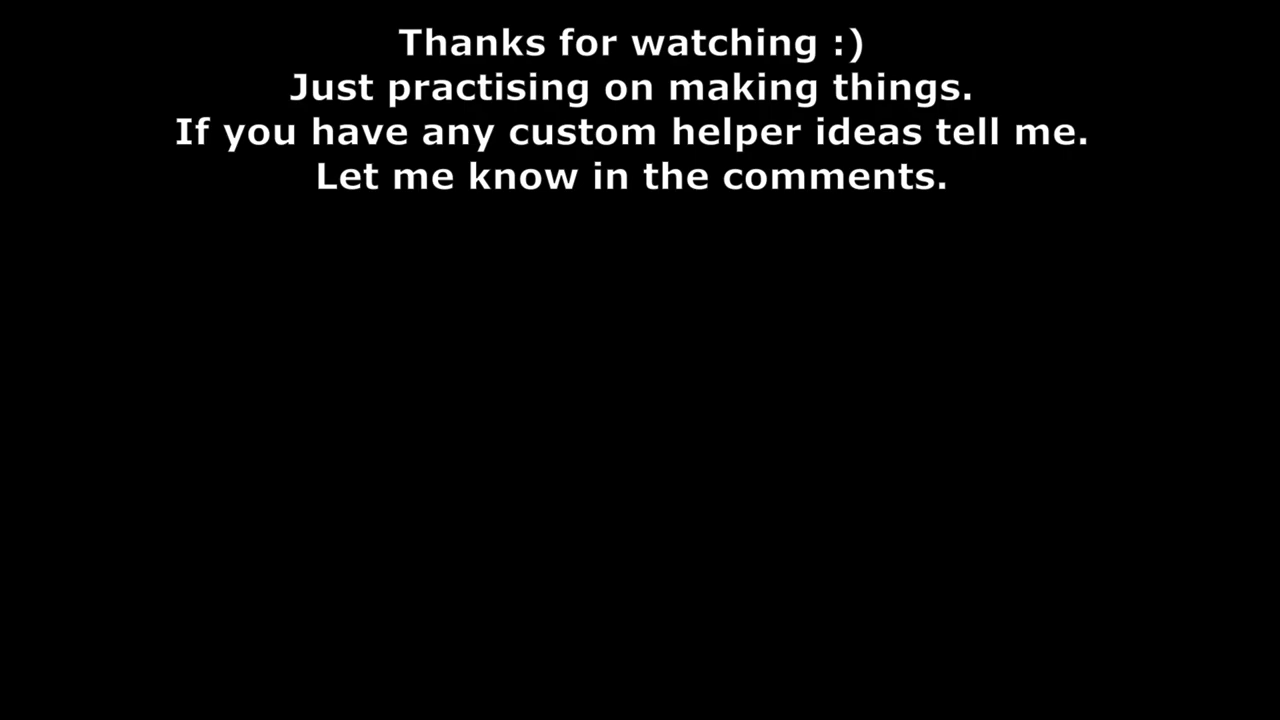 Thanks for watching :)
Just practising on making things.
If you have any custom helper ideas tell me.
Let me know in the comments.